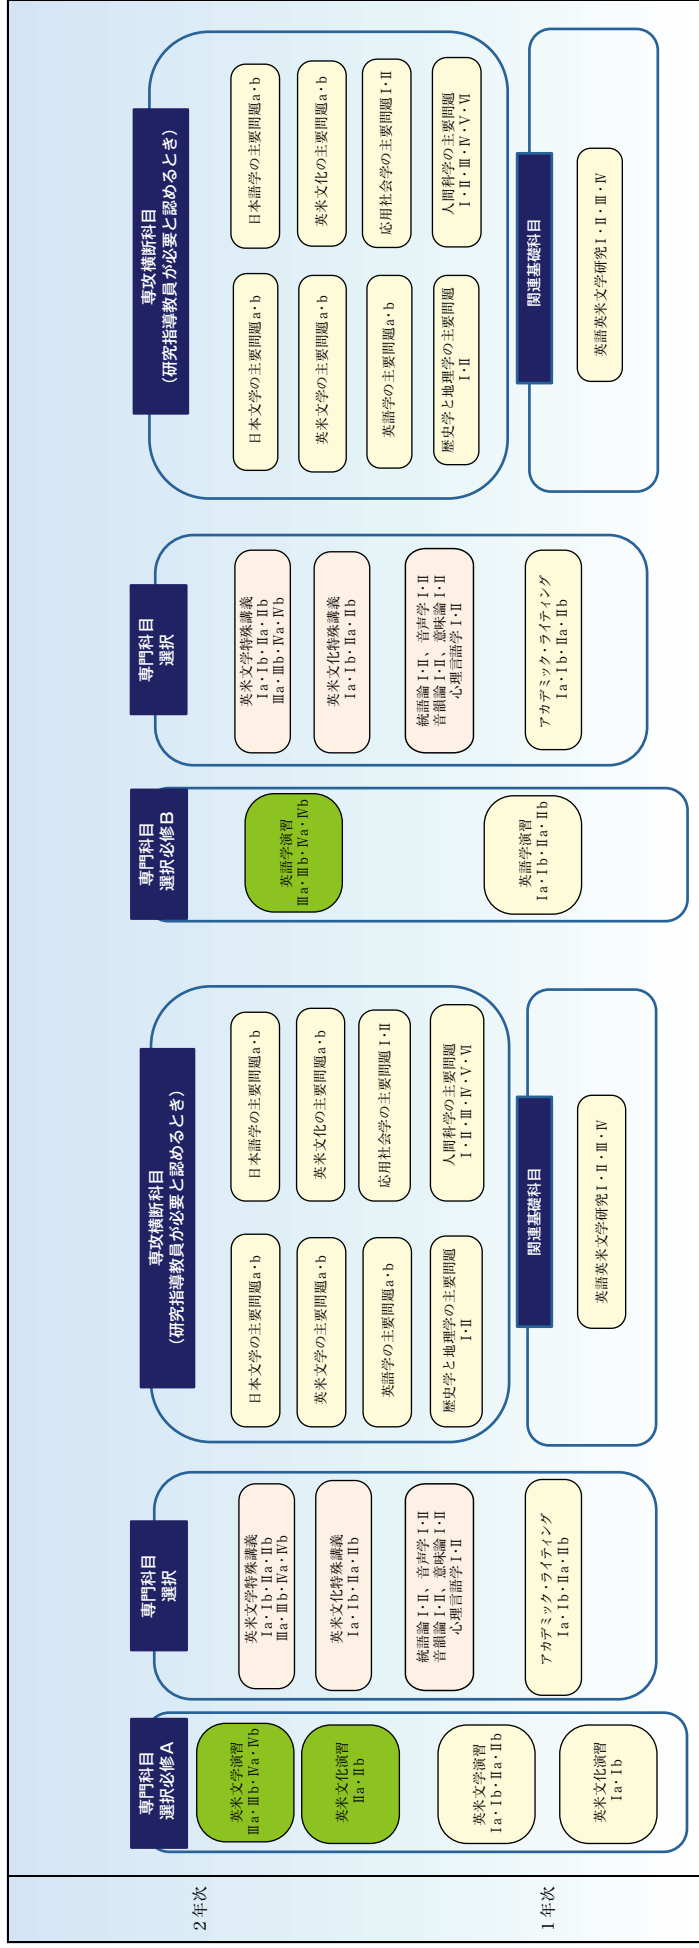 2年次
1年次
専門科目
選択必修A
英米文学演習
Ⅲa・Ⅲb・Ⅳa・Ⅳb
英米文化演習
Ⅱa・Ⅱb
英米文学演習
Ⅰa・Ⅰb・Ⅱa・Ⅱb
英米文化演習
Ⅰa・Ⅰb
専門科目
選択
英米文学特殊講義
Ⅰa・Ⅰb・Ⅱa・Ⅱb
Ⅲa・Ⅲb・Ⅳa・Ⅳb
英米文化特殊講義
Ⅰa・Ⅰb・Ⅱa・Ⅱb
統語論Ⅰ・Ⅱ、音声学Ⅰ・Ⅱ
音韻論Ⅰ・Ⅱ、意味論Ⅰ・Ⅱ
心理言語学Ⅰ・Ⅱ
アカデミック・ライティング
Ⅰa・Ⅰb・Ⅱa・Ⅱb
専攻横断科目
(研究指導教員が必要と認めるとき)
日本文学の主要問題a・b
日本語学の主要問題a・b
英米文学の主要問題a・b
英米文化の主要問題a・b
英語学の主要問題a・b
応用社会学の主要問題Ⅰ・Ⅱ
歴史学と地理学の主要問題
Ⅰ・Ⅱ
人間科学の主要問題
Ⅰ・Ⅱ・Ⅲ・Ⅳ・Ⅴ・Ⅵ
関連基礎科目
英語英米文学研究Ⅰ・Ⅱ・Ⅲ・Ⅳ
専門科目
選択必修B
英語学演習
Ⅲa・Ⅲb・Ⅳa・Ⅳb
英語学演習
Ⅰa・Ⅰb・Ⅱa・Ⅱb
専門科目
選択
英米文学特殊講義
Ⅰa・Ⅰb・Ⅱa・Ⅱb
Ⅲa・Ⅲb・Ⅳa・Ⅳb
英米文化特殊講義
Ⅰa・Ⅰb・Ⅱa・Ⅱb
統語論Ⅰ・Ⅱ、音声学Ⅰ・Ⅱ
音韻論Ⅰ・Ⅱ、意味論Ⅰ・Ⅱ
心理言語学Ⅰ・Ⅱ
アカデミック・ライティング
Ⅰa・Ⅰb・Ⅱa・Ⅱb
専攻横断科目
(研究指導教員が必要と認めるとき)
日本文学の主要問題a・b
日本語学の主要問題a・b
英米文学の主要問題a・b
英米文化の主要問題a・b
英語学の主要問題a・b
応用社会学の主要問題Ⅰ・Ⅱ
歴史学と地理学の主要問題
Ⅰ・Ⅱ
人間科学の主要問題
Ⅰ・Ⅱ・Ⅲ・Ⅳ・Ⅴ・Ⅵ
関連基礎科目
英語英米文学研究Ⅰ・Ⅱ・Ⅲ・Ⅳ